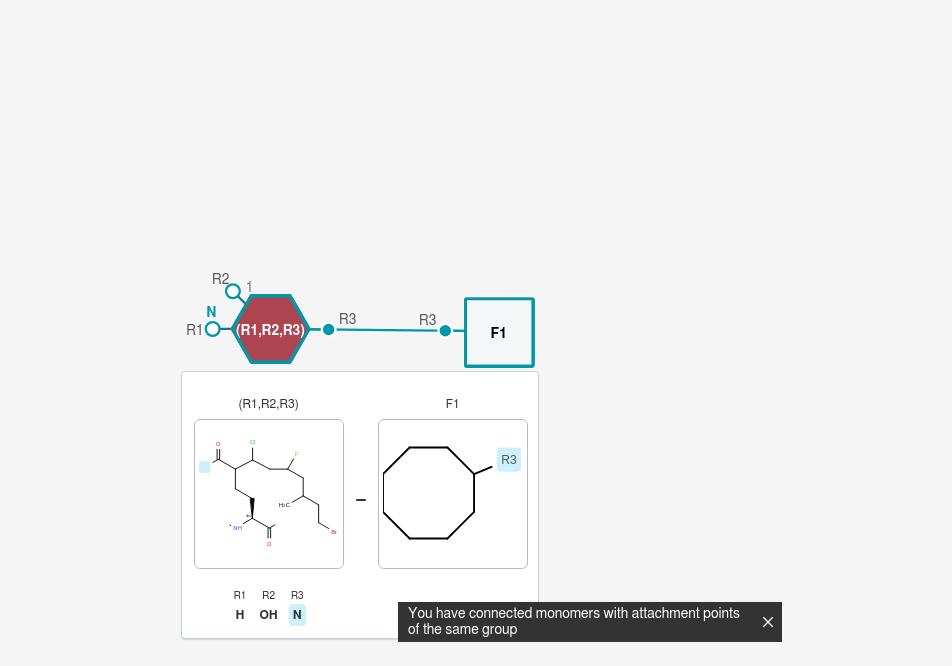 R2
1
N
R1
(R1,R2,R3)
R3
R3
F1
(R1,R2,R3)
F1
O
Cl
F
H₃C
NH
O
Br
R3
R1 R2 R3
H OH N
You have connected monomers with attachment points
of the same group